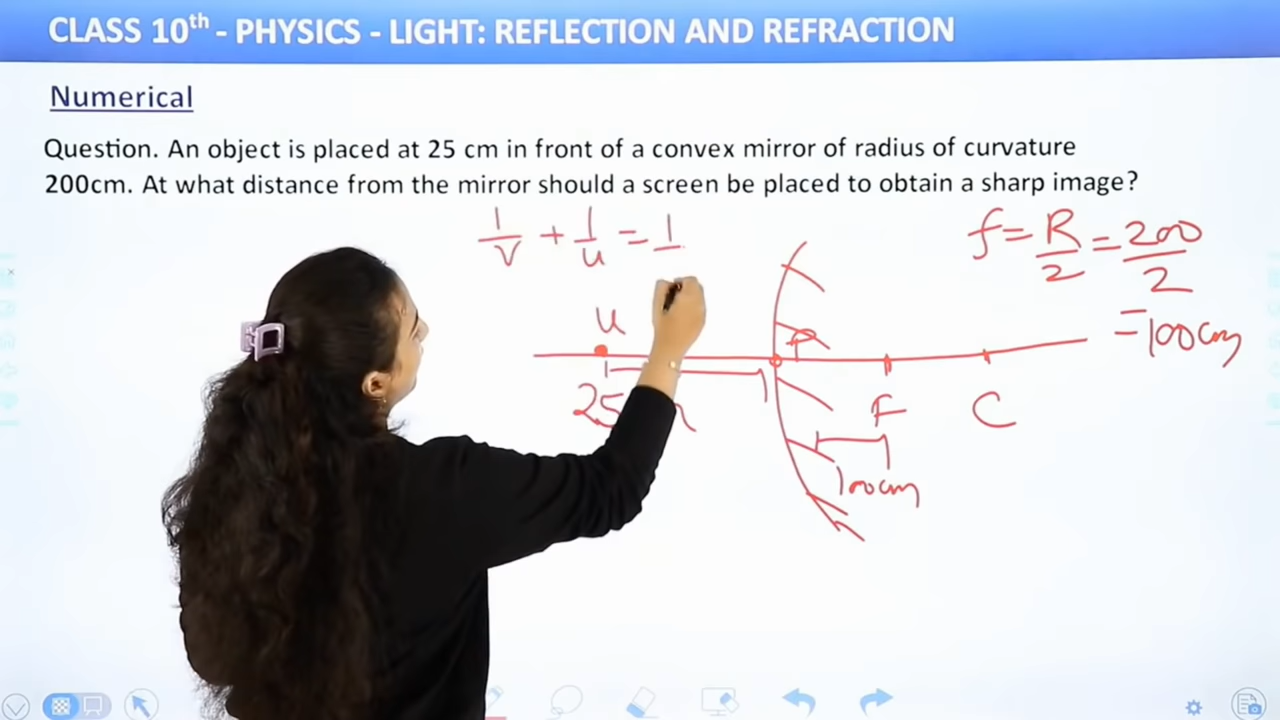 CLASS 10th - PHYSICS - LIGHT: REFLECTION AND REFRACTION
Numerical
Question. An object is placed at 25 cm in front of a convex mirror of radius of curvature
200cm. At what distance from the mirror should a screen be placed to obtain a sharp image?
1/v + 1/u = 1
f = R/2 = 200/2
= 100cm
u
P
25
F
C
100cm